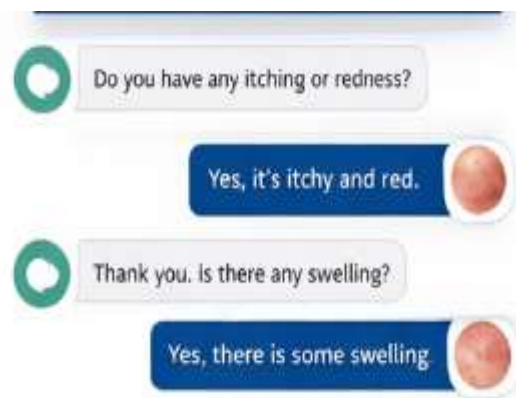 Do you have any itching or redness?
Yes, it's itchy and red.
Thank you. is there any swelling?
Yes, there is some swelling